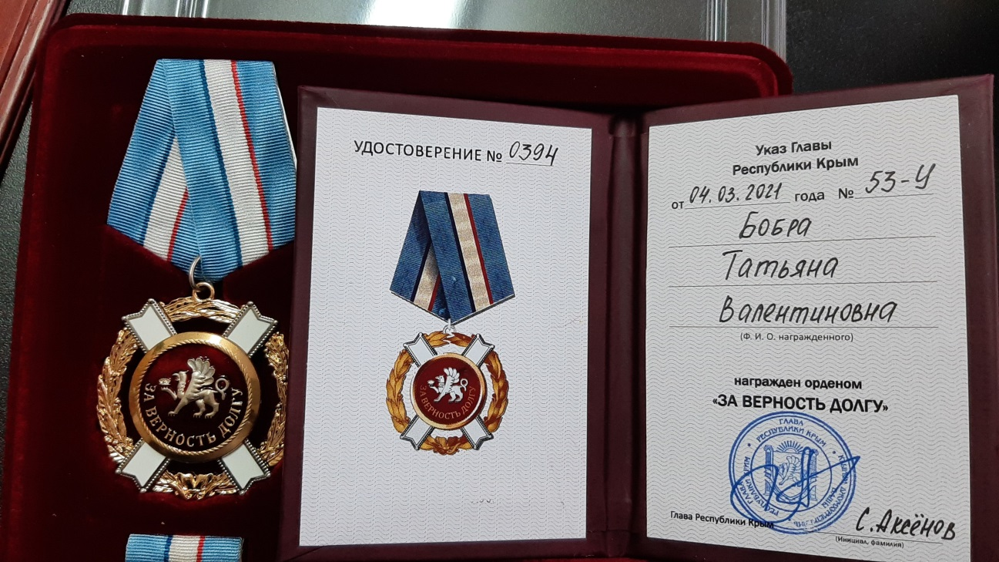 ЗА ВЕРНОСТЬ ДОЛГУ
УДОСТОВЕРЕНИЕ № 0394
ЗА ВЕРНОСТЬ ДОЛГУ
Указ Главы
Республики Крым
от 04.03.2021 года № 53-У
Бобра
Татьяна
Валентиновна
(Ф. И. О. награжденного)
награжден орденом
«ЗА ВЕРНОСТЬ ДОЛГУ»
ГЛАВА
РЕСПУБЛИКИ КРЫМ
Глава Республики Крым
С. Аксёнов
(Инициал, фамилия)